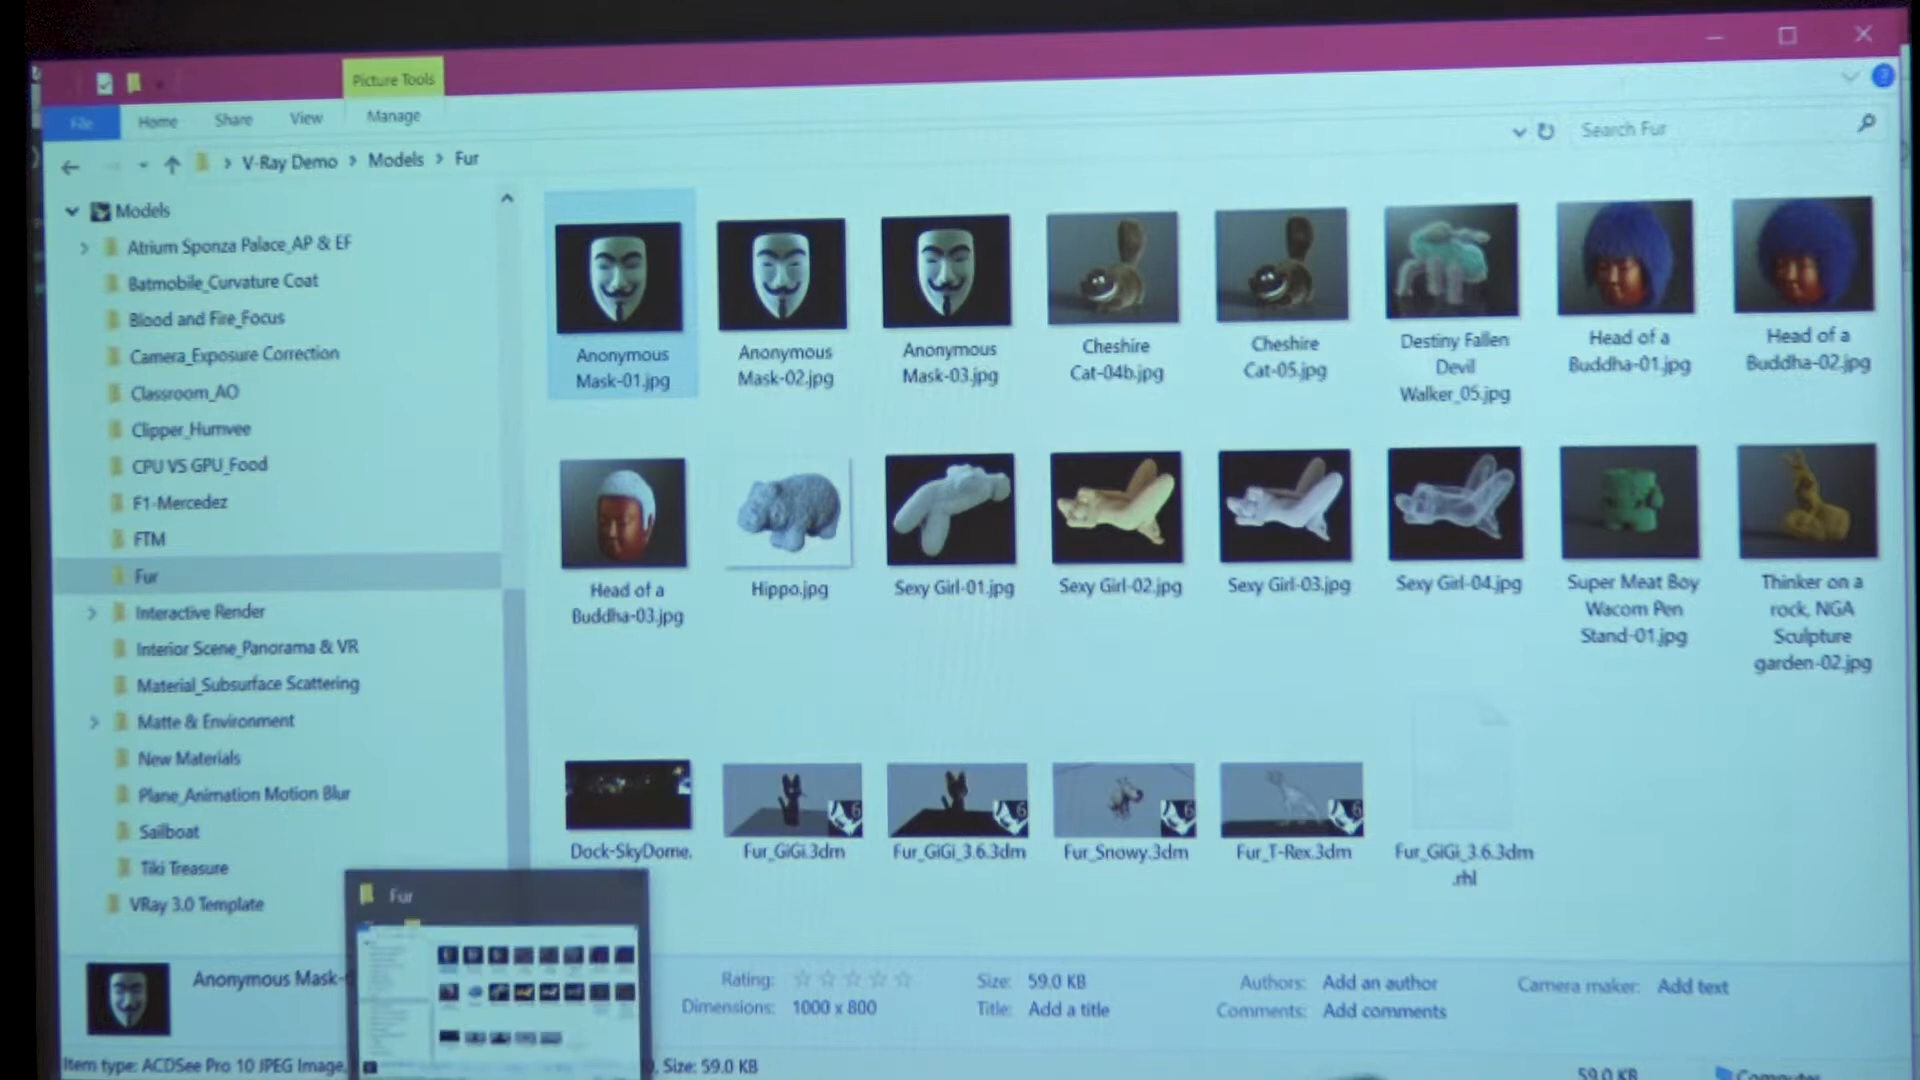 Picture Tools
File Home Share View Manage
V-Ray Demo > Models > Fur
Search Fur
Models
Atrium Sponza Palace_AP & EF
Batmobile_Curvature Coat
Blood and Fire_Focus
Camera_Exposure Correction
Classroom_AO
Clipper_Humvee
CPU VS GPU_Food
F1-Mercedez
FTM
Fur
Interactive Render
Interior Scene_Panorama & VR
Material_Subsurface Scattering
Matte & Environment
New Materials
Plane_Animation Motion Blur
Sailboat
Tiki Treasure
VRay 3.0 Template
Anonymous
Mask-01.jpg
Anonymous
Mask-02.jpg
Anonymous
Mask-03.jpg
Cheshire
Cat-04b.jpg
Cheshire
Cat-05.jpg
Destiny Fallen
Devil
Walker_05.jpg
Head of a
Buddha-01.jpg
Head of a
Buddha-02.jpg
Head of a
Buddha-03.jpg
Hippo.jpg
Sexy Girl-01.jpg
Sexy Girl-02.jpg
Sexy Girl-03.jpg
Sexy Girl-04.jpg
Super Meat Boy
Wacom Pen
Stand-01.jpg
Thinker on a
rock, NGA
Sculpture
garden-02.jpg
Dock-SkyDome.
Fur_GiGi.3dm
Fur_GiGi_3.6.3dm
Fur_Snowy.3dm
Fur_T-Rex.3dm
Fur_GiGi_3.6.3dm
.rhl
Fur
Anonymous Mask-
Rating:
Dimensions: 1000 x 800
Size: 59.0 KB
Title: Add a title
Authors: Add an author
Comments: Add comments
Camera maker: Add text
Item type: ACDSee Pro 10 JPEG Image,
, Size: 59.0 KB
59.0 KB
Computer